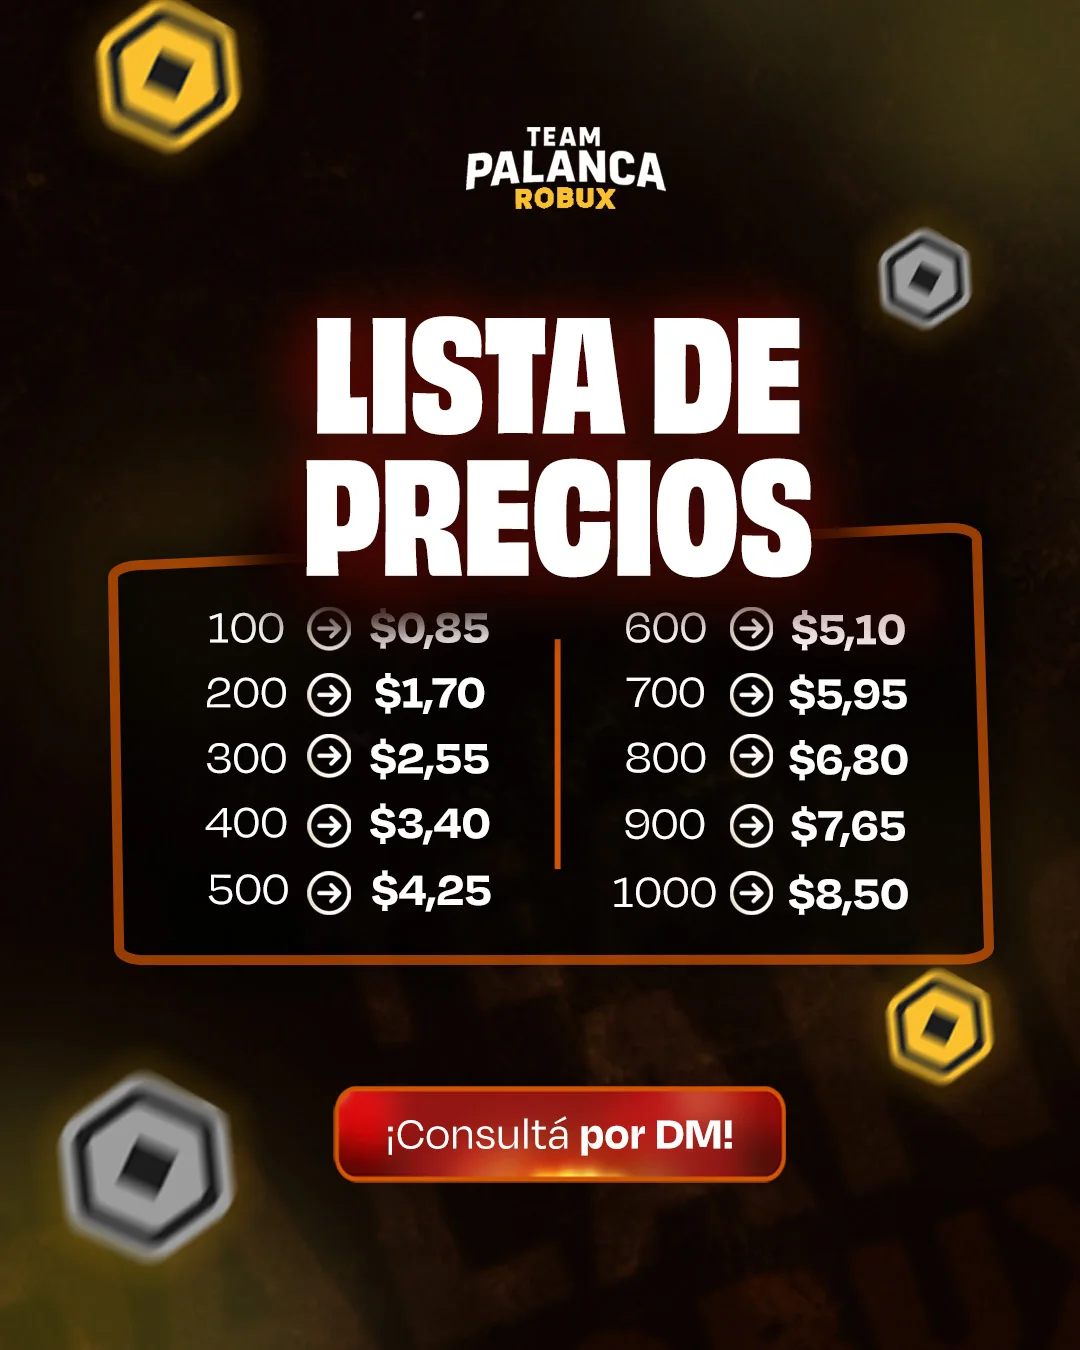 TEAM
PALANCA
ROBUX
LISTA DE
PRECIOS
100 $0,85
200 $1,70
300 $2,55
400 $3,40
500 $4,25
600 $5,10
700 $5,95
800 $6,80
900 $7,65
1000 $8,50
¡Consultá por DM!